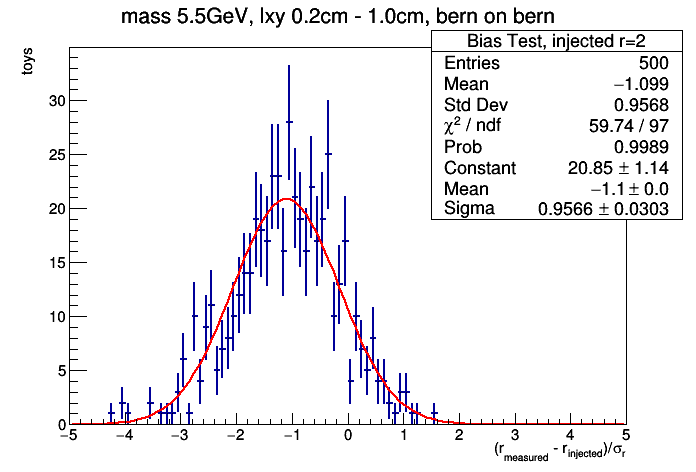 mass 5.5GeV, lxy 0.2cm - 1.0cm, bern on bern
Bias Test, injected r=2
Entries 500
Mean −1.099
Std Dev 0.9568
χ² / ndf 59.74 / 97
Prob 0.9989
Constant 20.85 ± 1.14
Mean −1.1 ± 0.0
Sigma 0.9566 ± 0.0303
toys
30
25
20
15
10
5
0
−5 −4 −3 −2 −1 0 1 2 3 4 5
(r_measured - r_injected)/σ_r